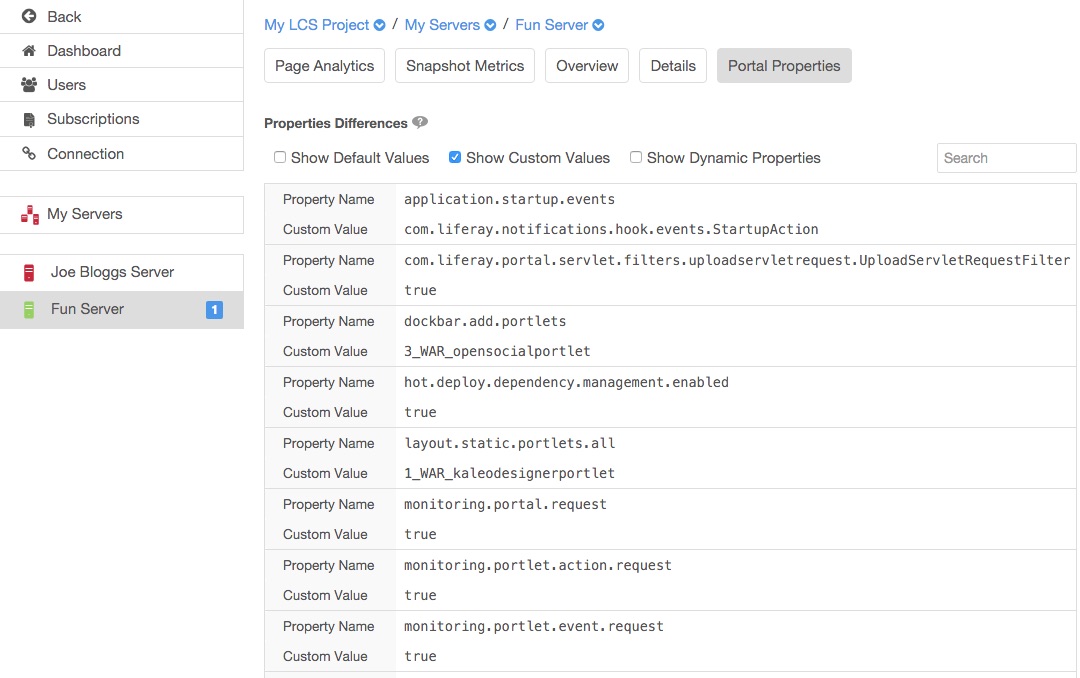 Back
Dashboard
Users
Subscriptions
Connection
My Servers
Joe Bloggs Server
Fun Server 1
My LCS Project / My Servers / Fun Server
Page Analytics Snapshot Metrics Overview Details Portal Properties
Properties Differences ?
Show Default Values Show Custom Values Show Dynamic Properties Search
Property Name application.startup.events
Custom Value com.liferay.notifications.hook.events.StartupAction
Property Name com.liferay.portal.servlet.filters.uploadservletrequest.UploadServletRequestFilter
Custom Value true
Property Name dockbar.add.portlets
Custom Value 3_WAR_opensocialportlet
Property Name hot.deploy.dependency.management.enabled
Custom Value true
Property Name layout.static.portlets.all
Custom Value 1_WAR_kaleodesignerportlet
Property Name monitoring.portal.request
Custom Value true
Property Name monitoring.portlet.action.request
Custom Value true
Property Name monitoring.portlet.event.request
Custom Value true